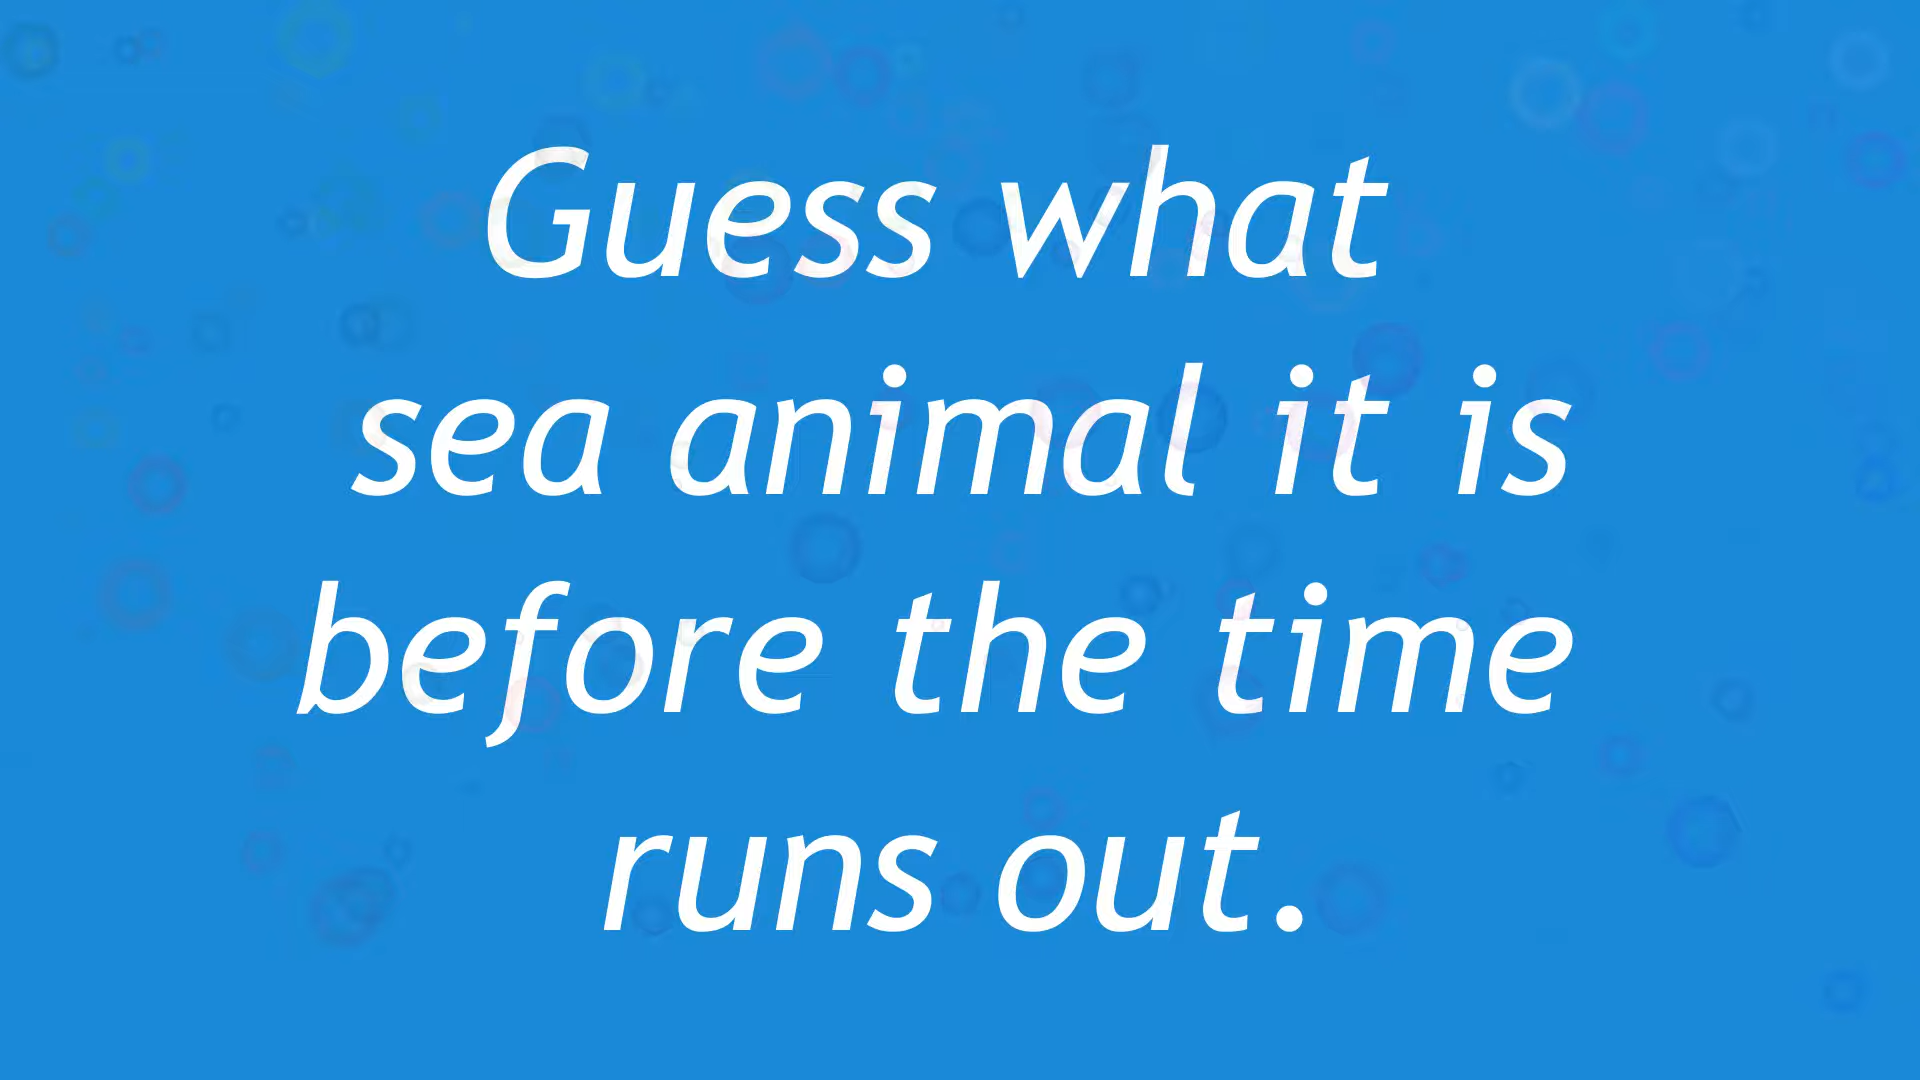 Guess what
sea animal it is
before the time
runs out.